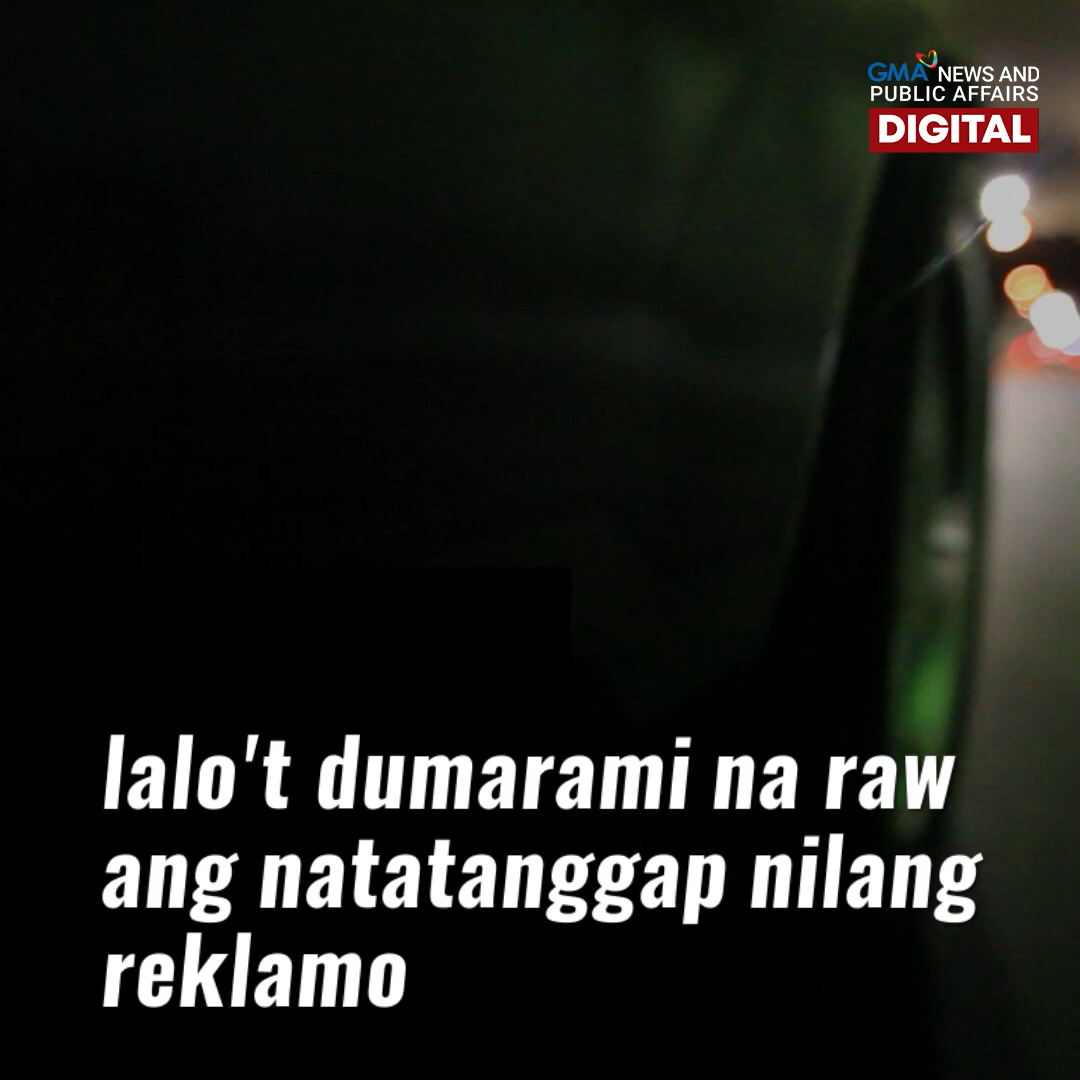 GMA NEWS AND
PUBLIC AFFAIRS
DIGITAL
lalo't dumarami na raw
ang natatanggap nilang
reklamo